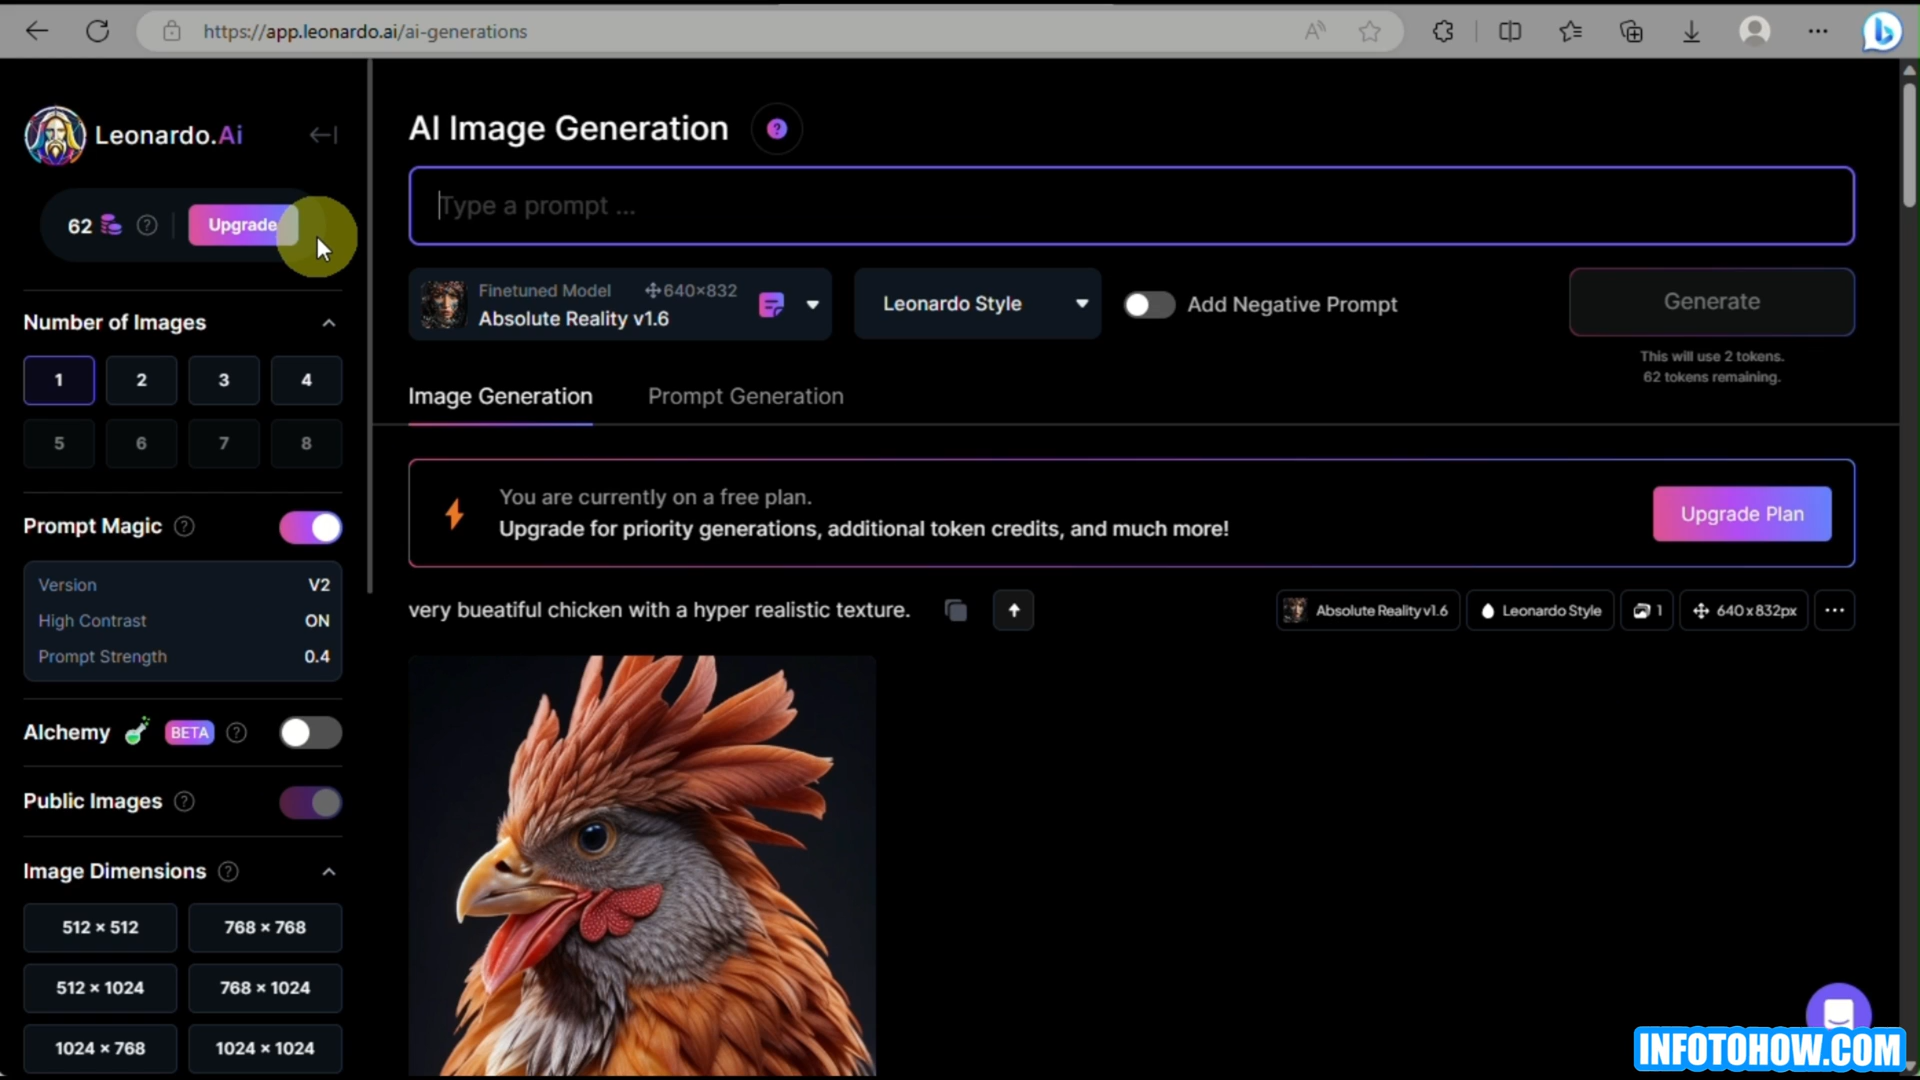 https://app.leonardo.ai/ai-generations
Leonardo.Ai
62
Upgrade
Number of Images
1 2 3 4
5 6 7 8
Prompt Magic
Version V2
High Contrast ON
Prompt Strength 0.4
Alchemy BETA
Public Images
Image Dimensions
512 × 512 768 × 768
512 × 1024 768 × 1024
1024 × 768 1024 × 1024
AI Image Generation ?
Type a prompt ...
Finetuned Model 640×832
Absolute Reality v1.6
Leonardo Style
Add Negative Prompt
Generate
This will use 2 tokens.
62 tokens remaining.
Image Generation Prompt Generation
You are currently on a free plan.
Upgrade for priority generations, additional token credits, and much more!
Upgrade Plan
very bueatiful chicken with a hyper realistic texture.
Absolute Reality v1.6 Leonardo Style 1 640 x 832px
INFOTOHOW.COM